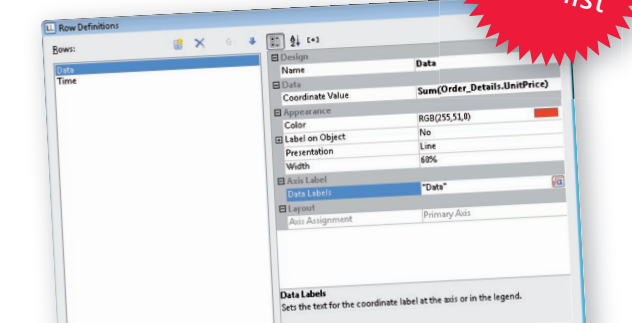 LL Row Definitions
Rows:
Data
Time
[+]
Design
Name Data
Data
Coordinate Value Sum(Order_Details.UnitPrice)
Appearance
Color RGB(255,51,0)
Label on Object No
Presentation Line
Width 60%
Axis Label
Data Labels "Data"
Layout
Axis Assignment Primary Axis
Data Labels
Sets the text for the coordinate label at the axis or in the legend.